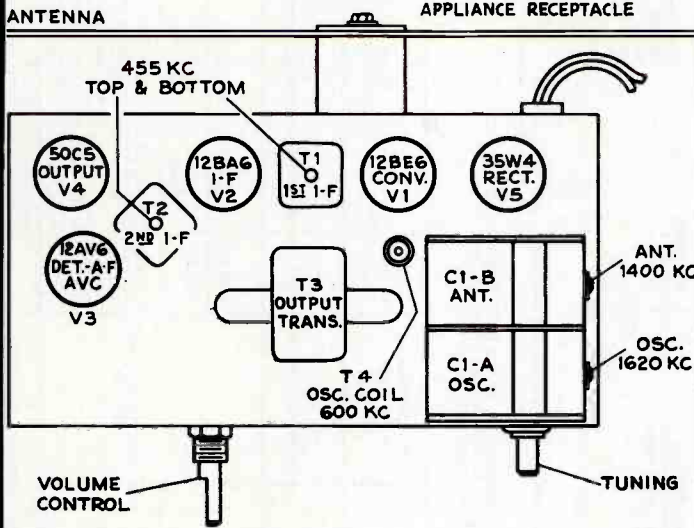 ANTENNA
APPLIANCE RECEPTACLE
455 KC
TOP & BOTTOM
50C5
OUTPUT
V4
12BA6
I-F
V2
T1
1ST I-F
12BE6
CONV.
V1
35W4
RECT.
V5
T2
2ND I-F
12AV6
DET.-A-F
AVC
V3
T3
OUTPUT
TRANS.
C1-B
ANT.
ANT.
1400 KC
C1-A
OSC.
OSC.
1620 KC
T4
OSC. COIL
600 KC
VOLUME
CONTROL
TUNING